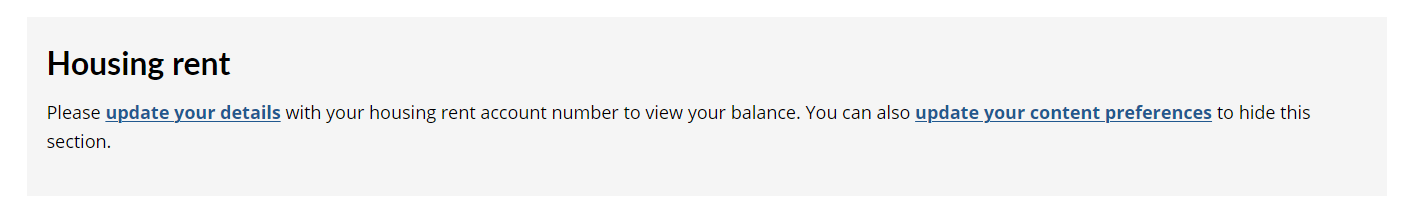 Housing rent
Please update your details with your housing rent account number to view your balance. You can also update your content preferences to hide this
section.